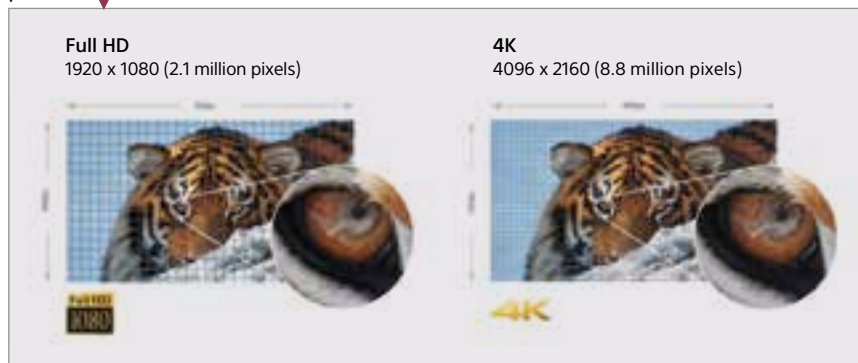 Full HD
1920 x 1080 (2.1 million pixels)
4K
4096 x 2160 (8.8 million pixels)
Full HD
1080
4K